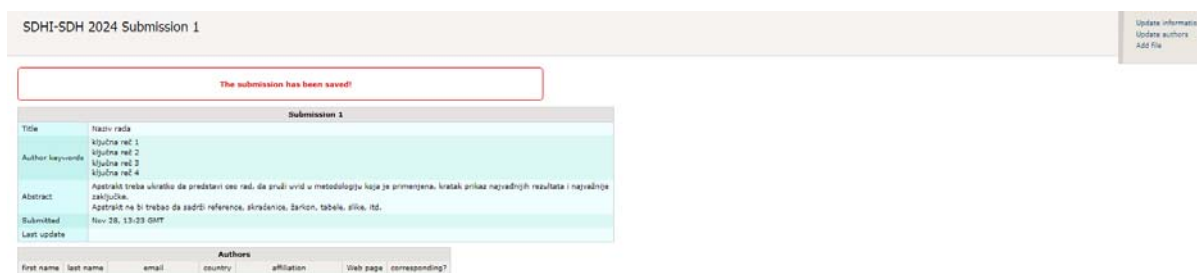 SDHI-SDH 2024 Submission 1
Update informatio
Update authors
Add file
The submission has been saved!
Submission 1
Title Naziv rada
Author keywords ključna reč 1
ključna reč 2
ključna reč 3
ključna reč 4
Abstract Apstrakt treba ukratko da predstavi ceo rad, da pruži uvid u metodologiju koja je primenjena, kratak prikaz najvažnijih rezultata i najvažnije
zaključke.
Apstrakt ne bi trebao da sadrži reference, skraćenice, žarkon, tabele, slike, itd.
Submitted Nov 28, 13:23 GMT
Last update
Authors
first name last name email country affiliation Web page corresponding?